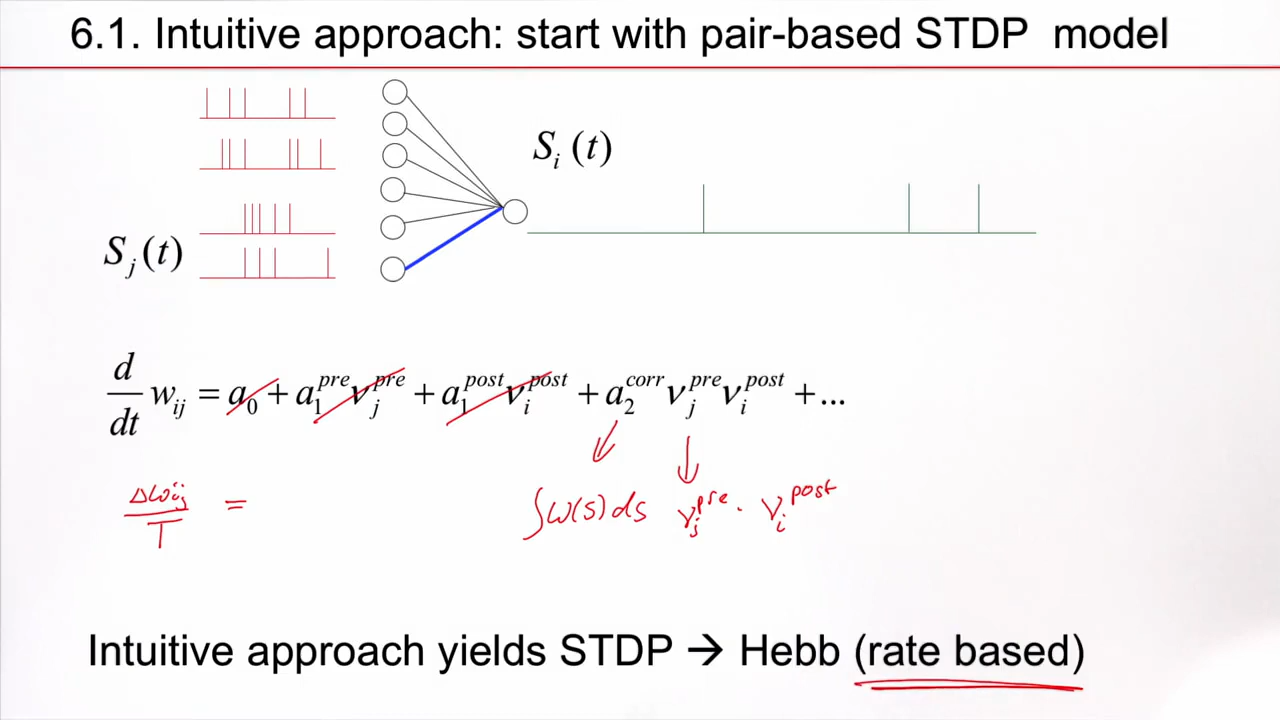 6.1. Intuitive approach: start with pair-based STDP model
S_i (t)
S_j (t)
d/dt w_ij = a_0 + a_1^pre ν_j^pre + a_1^post ν_i^post + a_2^corr ν_j^pre ν_i^post + ...
Δw_ij / T = ∫W(s) ds ν_j^pre · ν_i^post
Intuitive approach yields STDP → Hebb (rate based)